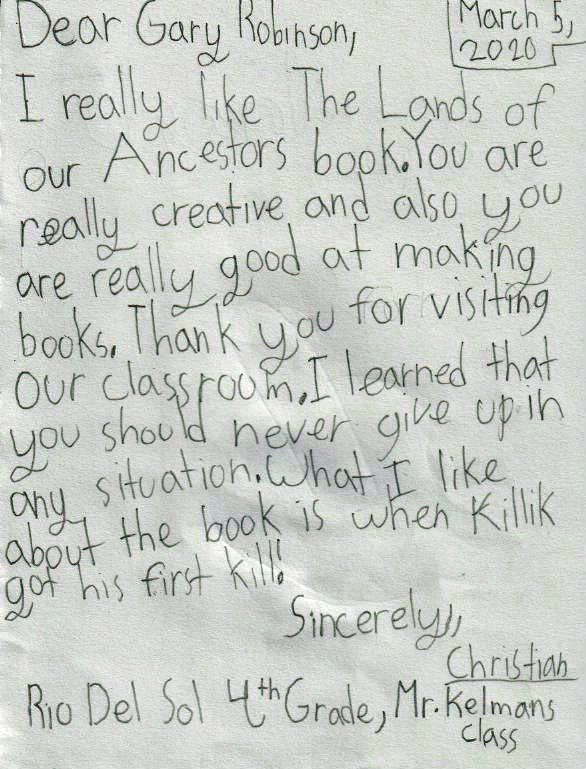 Dear Gary Robinson,
March 5,
2020
I really like The Lands of
our Ancestors book. You are
really creative and also you
are really good at making
books. Thank you for visiting
our classroom. I learned that
you should never give up in
any situation. What I like
about the book is when Killik
got his first kill!
Sincerely,,
Christian
Rio Del Sol 4th Grade, Mr. Kelmans
class